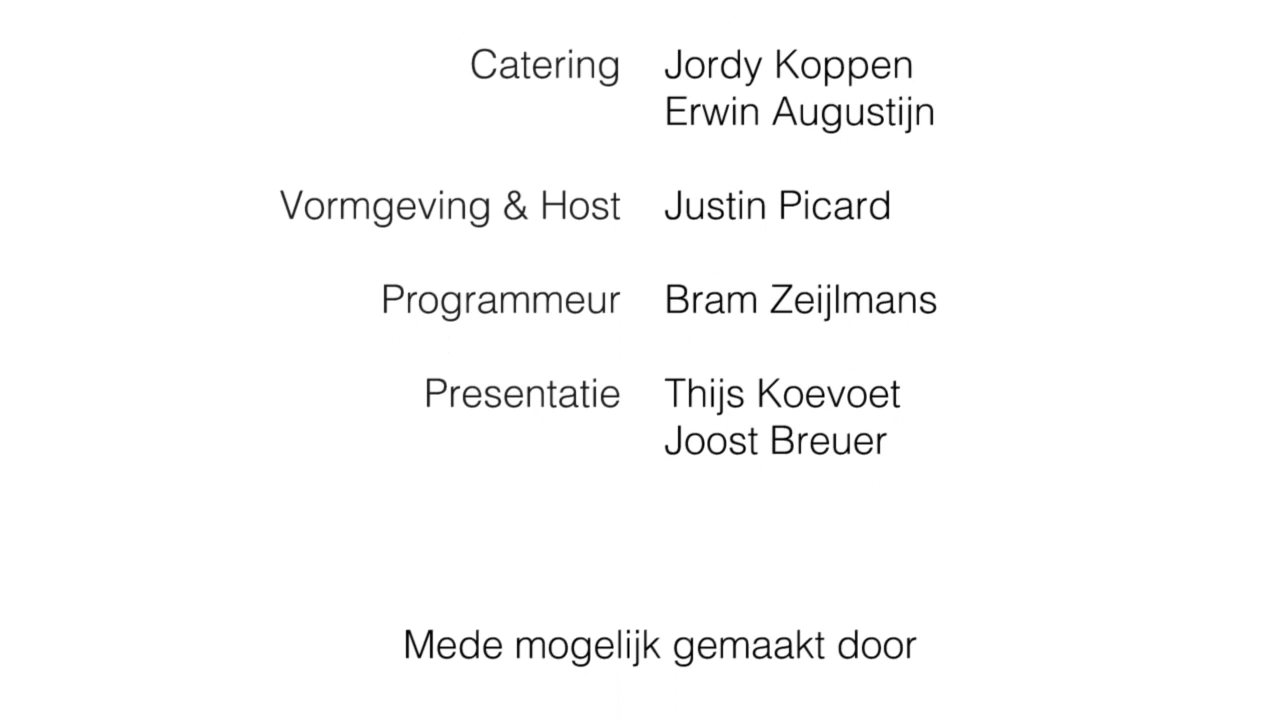 Catering Jordy Koppen
Erwin Augustijn
Vormgeving & Host Justin Picard
Programmeur Bram Zeijlmans
Presentatie Thijs Koevoet
Joost Breuer
Mede mogelijk gemaakt door